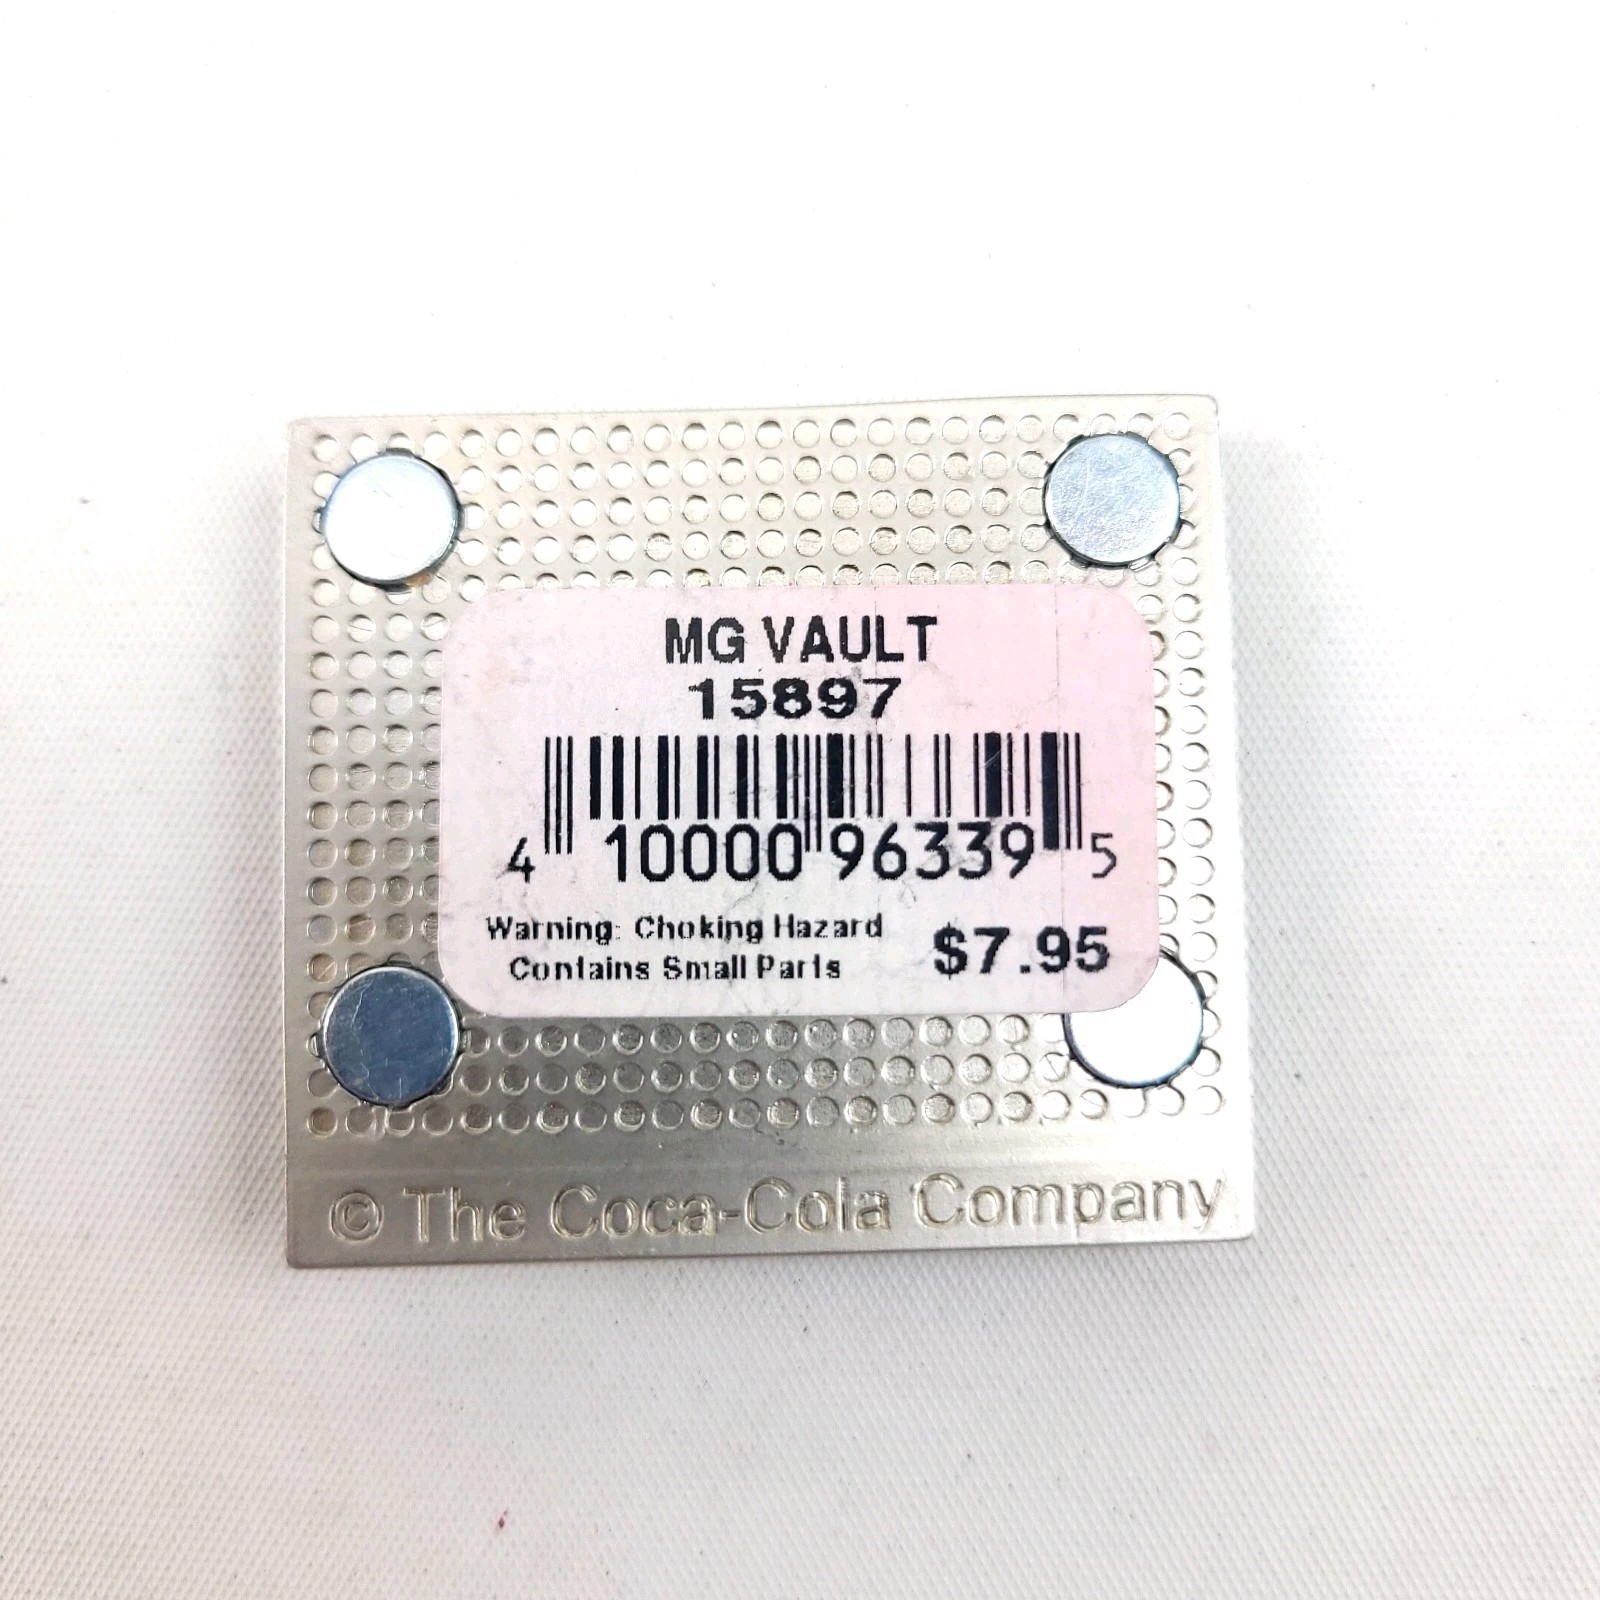 MG VAULT
15897
4 10000 96339 5
Warning: Choking Hazard
Contains Small Parts
$7.95
© The Coca-Cola Company